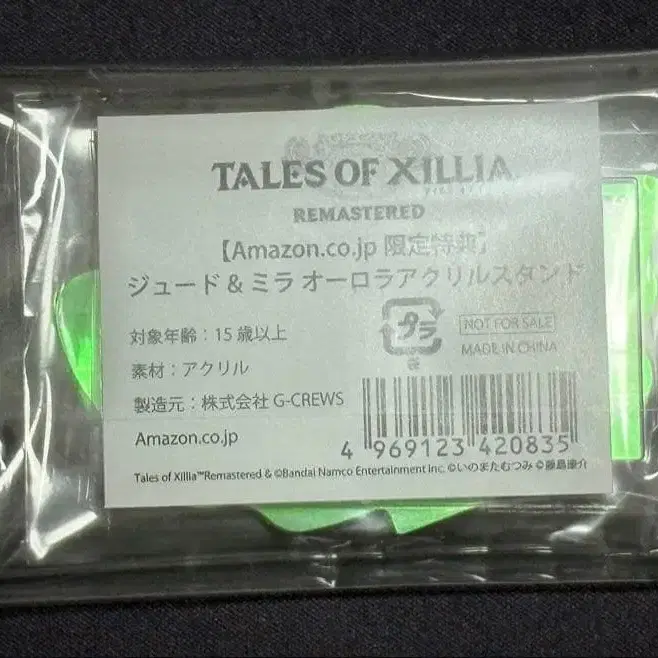 TALES OF XILLIA
REMASTERED
【Amazon.co.jp 限定特典】
ジュード & ミラ オーロラアクリルスタンド
対象年齢：15 歳以上
素材：アクリル
製造元：株式会社 G-CREWS
Amazon.co.jp
プラ
袋
NOT FOR SALE
MADE IN CHINA
4 969123 420835
Tales of Xillia™Remastered & ©Bandai Namco Entertainment Inc. ©いのまたむつみ ©藤島康介